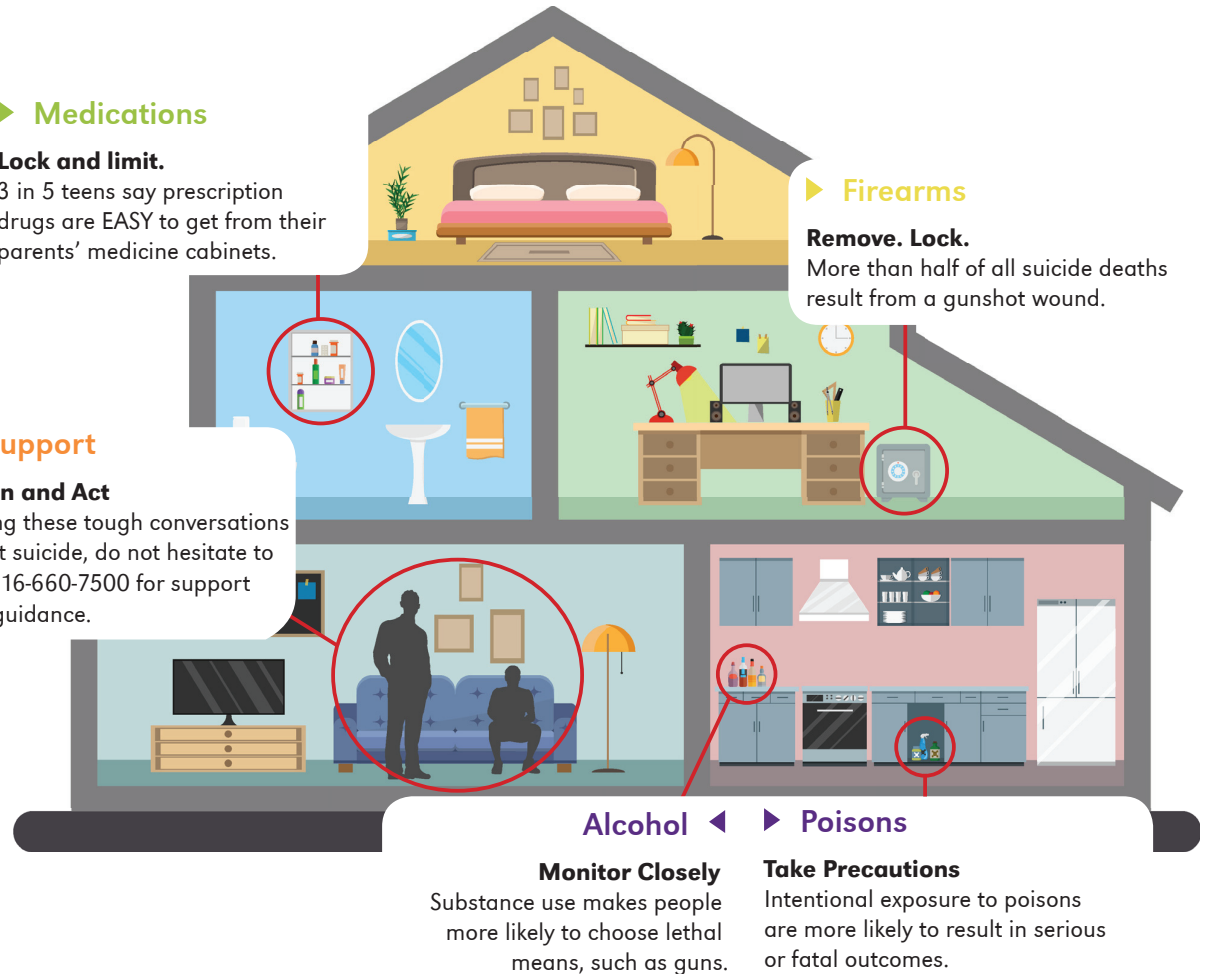 Medications
Lock and limit.
3 in 5 teens say prescription
drugs are EASY to get from their
parents’ medicine cabinets.
Firearms
Remove. Lock.
More than half of all suicide deaths
result from a gunshot wound.
upport
n and Act
ng these tough conversations
t suicide, do not hesitate to
16-660-7500 for support
guidance.
Alcohol
Monitor Closely
Substance use makes people
more likely to choose lethal
means, such as guns.
Poisons
Take Precautions
Intentional exposure to poisons
are more likely to result in serious
or fatal outcomes.